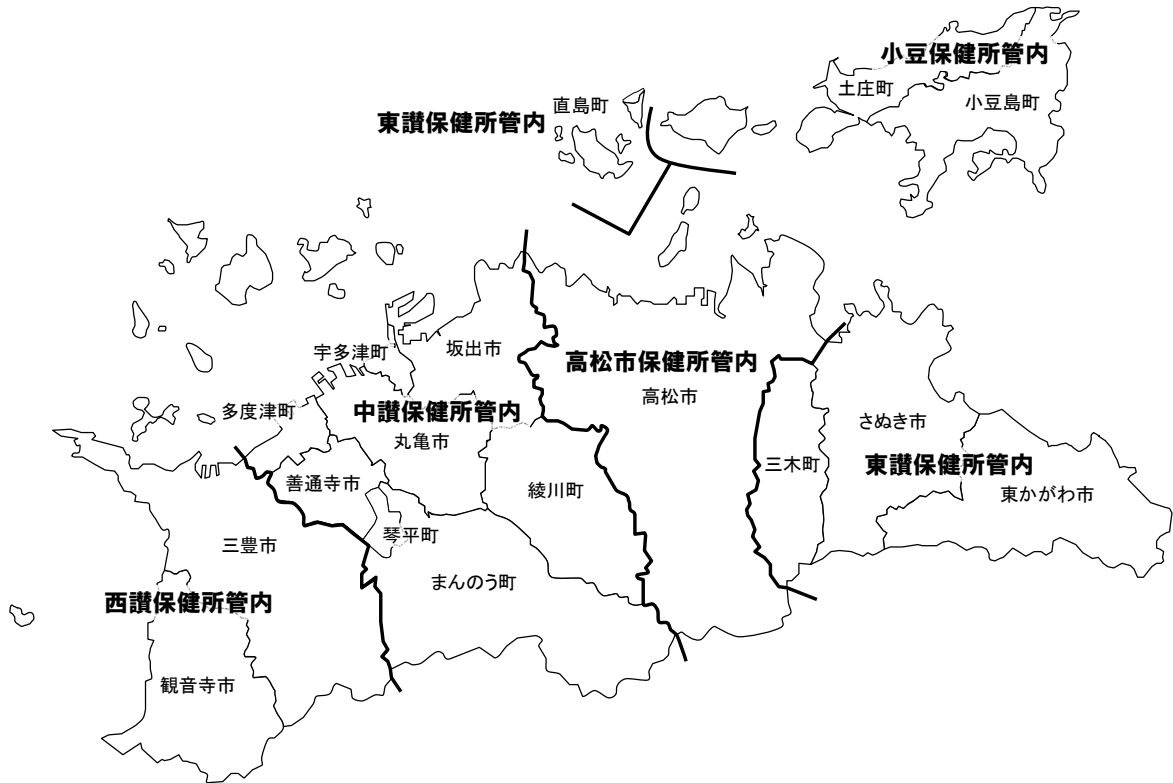 小豆保健所管内
土庄町
小豆島町
直島町
東讃保健所管内
坂出市
宇多津町
高松市保健所管内
高松市
多度津町
中讃保健所管内
丸亀市
さぬき市
三木町
東讃保健所管内
東かがわ市
善通寺市
綾川町
琴平町
三豊市
まんのう町
西讃保健所管内
観音寺市